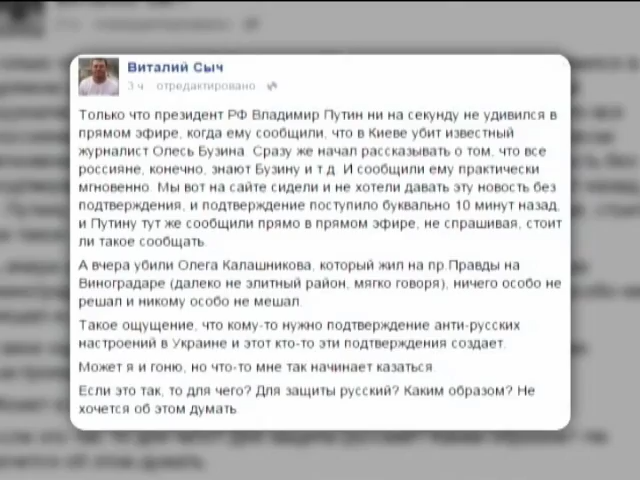 Виталий Сыч
3 ч отредактировано
Только что президент РФ Владимир Путин ни на секунду не удивился в
прямом эфире, когда ему сообщили, что в Киеве убит известный
журналист Олесь Бузина Сразу же начал рассказывать о том, что все
россияне, конечно, знают Бузину и т д И сообщили ему практически
мгновенно. Мы вот на сайте сидели и не хотели давать эту новость без
подтверждения, и подтверждение поступило буквально 10 минут назад,
и Путину тут же сообщили прямо в прямом эфире, не спрашивая, стоит
ли такое сообщать
А вчера убили Олега Калашникова, который жил на пр.Правды на
Виноградаре (далеко не элитный район, мягко говоря), ничего особо не
решал и никому особо не мешал.
Такое ощущение, что кому-то нужно подтверждение анти-русских
настроений в Украине и этот кто-то эти подтверждения создает.
Может я и гоню, но что-то мне так начинает казаться.
Если это так, то для чего? Для защиты русский? Каким образом? Не
хочется об этом думать